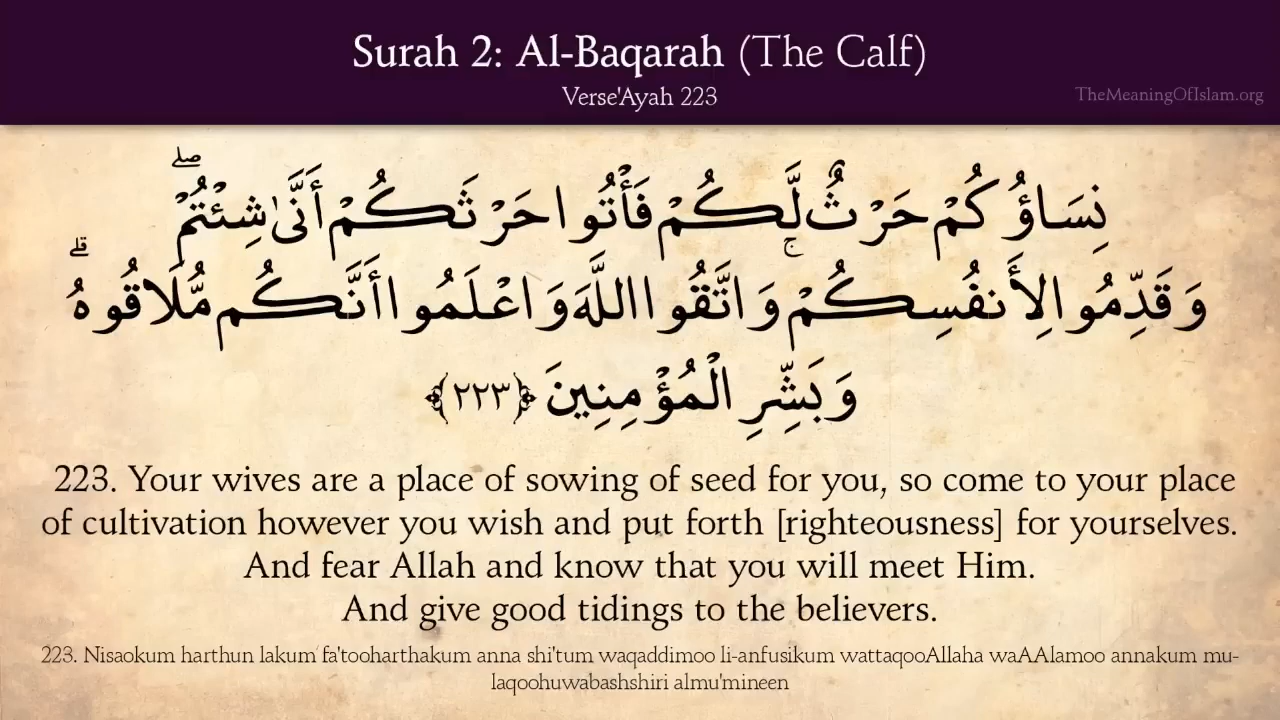 Surah 2: Al-Baqarah (The Calf)
Verse'Ayah 223
TheMeaningOfIslam.org
نِسَاؤُكُمْ حَرْثٌ لَّكُمْ فَأْتُوا حَرْثَكُمْ أَنَّىٰ شِئْتُمْ ۖ
وَقَدِّمُوا لِأَنفُسِكُمْ ۚ وَاتَّقُوا اللَّهَ وَاعْلَمُوا أَنَّكُم مُّلَاقُوهُ ۗ
وَبَشِّرِ الْمُؤْمِنِينَ ﴿٢٢٣﴾
223. Your wives are a place of sowing of seed for you, so come to your place
of cultivation however you wish and put forth [righteousness] for yourselves.
And fear Allah and know that you will meet Him.
And give good tidings to the believers.
223. Nisaokum harthun lakum fa'tooharthakum anna shi'tum waqaddimoo li-anfusikum wattaqooAllaha waAAlamoo annakum mu-
laqoohuwabashshiri almu'mineen